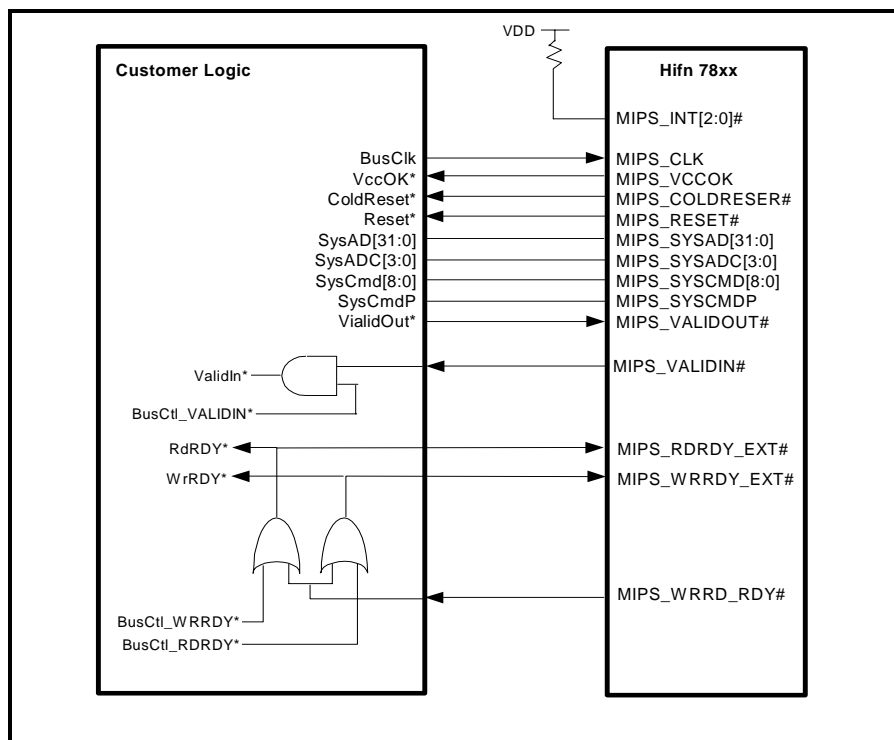 VDD
Customer Logic
Hifn 78xx
MIPS_INT[2:0]#
BusClk
MIPS_CLK
VccOK*
MIPS_VCCOK
ColdReset*
MIPS_COLDRESER#
Reset*
MIPS_RESET#
SysAD[31:0]
MIPS_SYSAD[31:0]
SysADC[3:0]
MIPS_SYSADC[3:0]
SysCmd[8:0]
MIPS_SYSCMD[8:0]
SysCmdP
MIPS_SYSCMDP
VialidOut*
MIPS_VALIDOUT#
ValidIn*
MIPS_VALIDIN#
BusCtl_VALIDIN*
RdRDY*
MIPS_RDRDY_EXT#
WrRDY*
MIPS_WRRDY_EXT#
MIPS_WRRD_RDY#
BusCtl_WRRDY*
BusCtl_RDRDY*